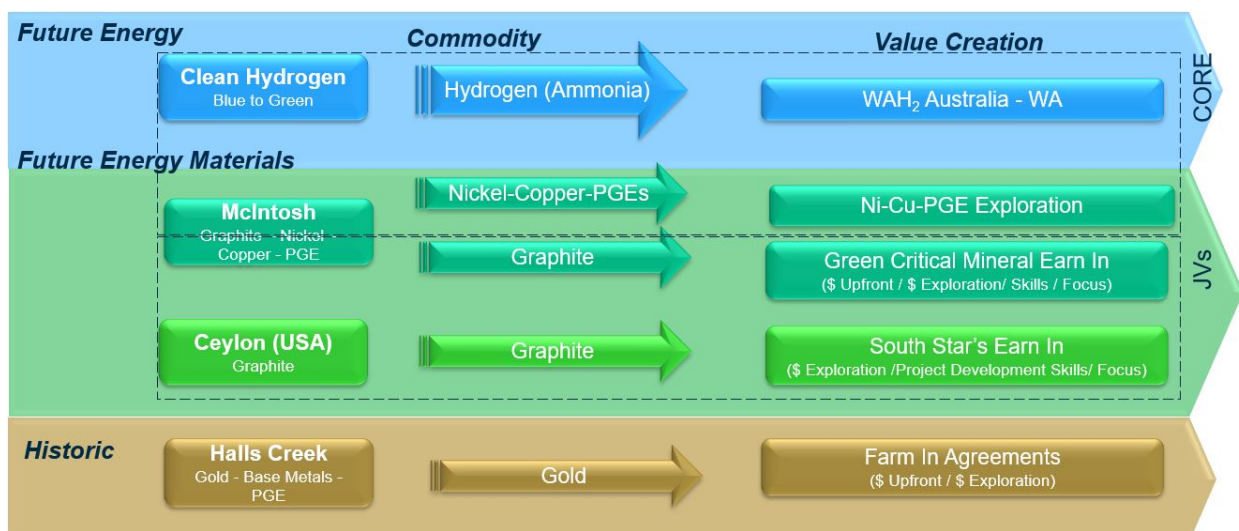 Future Energy
Commodity
Value Creation
Clean Hydrogen
Blue to Green
Hydrogen (Ammonia)
WAH₂ Australia - WA
CORE
Future Energy Materials
McIntosh
Graphite - Nickel -
Copper - PGE
Nickel-Copper-PGEs
Ni-Cu-PGE Exploration
Graphite
Green Critical Mineral Earn In
($ Upfront / $ Exploration/ Skills / Focus)
JVs
Ceylon (USA)
Graphite
Graphite
South Star's Earn In
($ Exploration /Project Development Skills/ Focus)
Historic
Halls Creek
Gold - Base Metals -
PGE
Gold
Farm In Agreements
($ Upfront / $ Exploration)